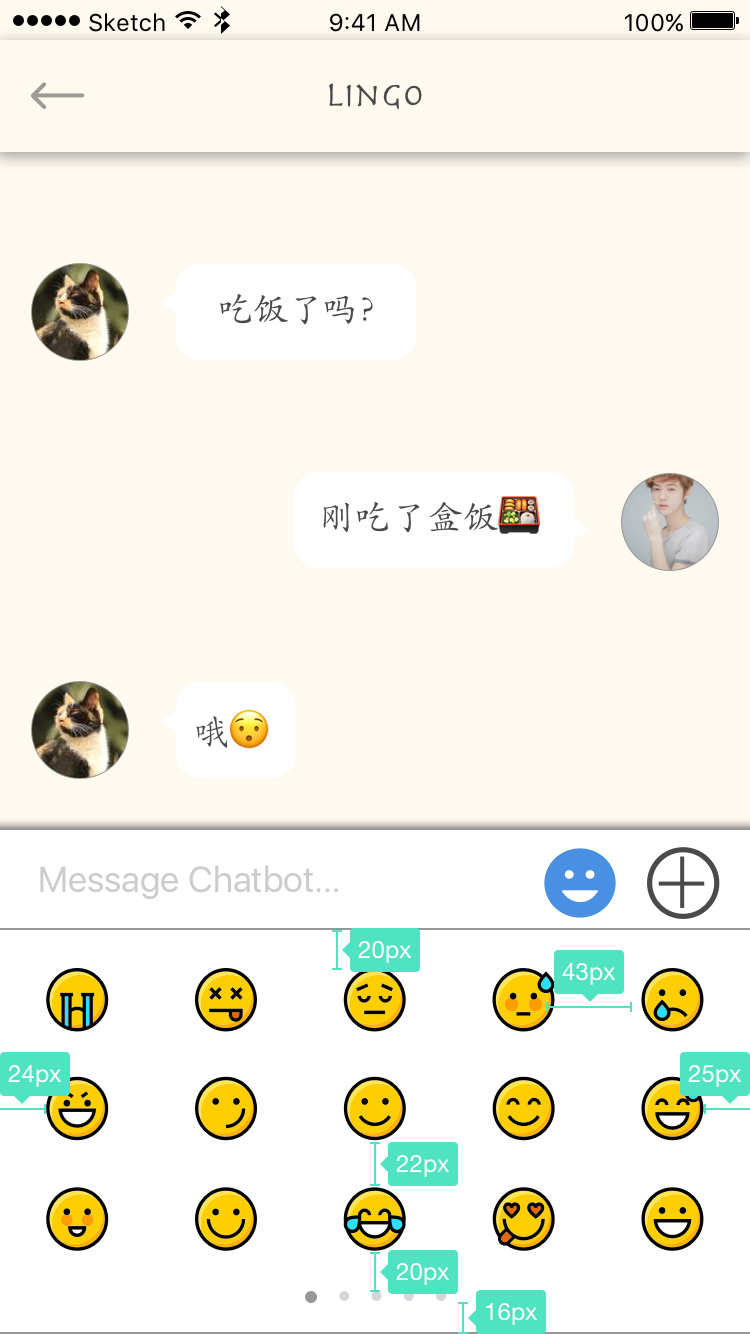 Sketch 9:41 AM 100%
LINGO
吃饭了吗?
刚吃了盒饭🍱
哦😯
Message Chatbot...
20px
43px
24px
25px
22px
20px
16px